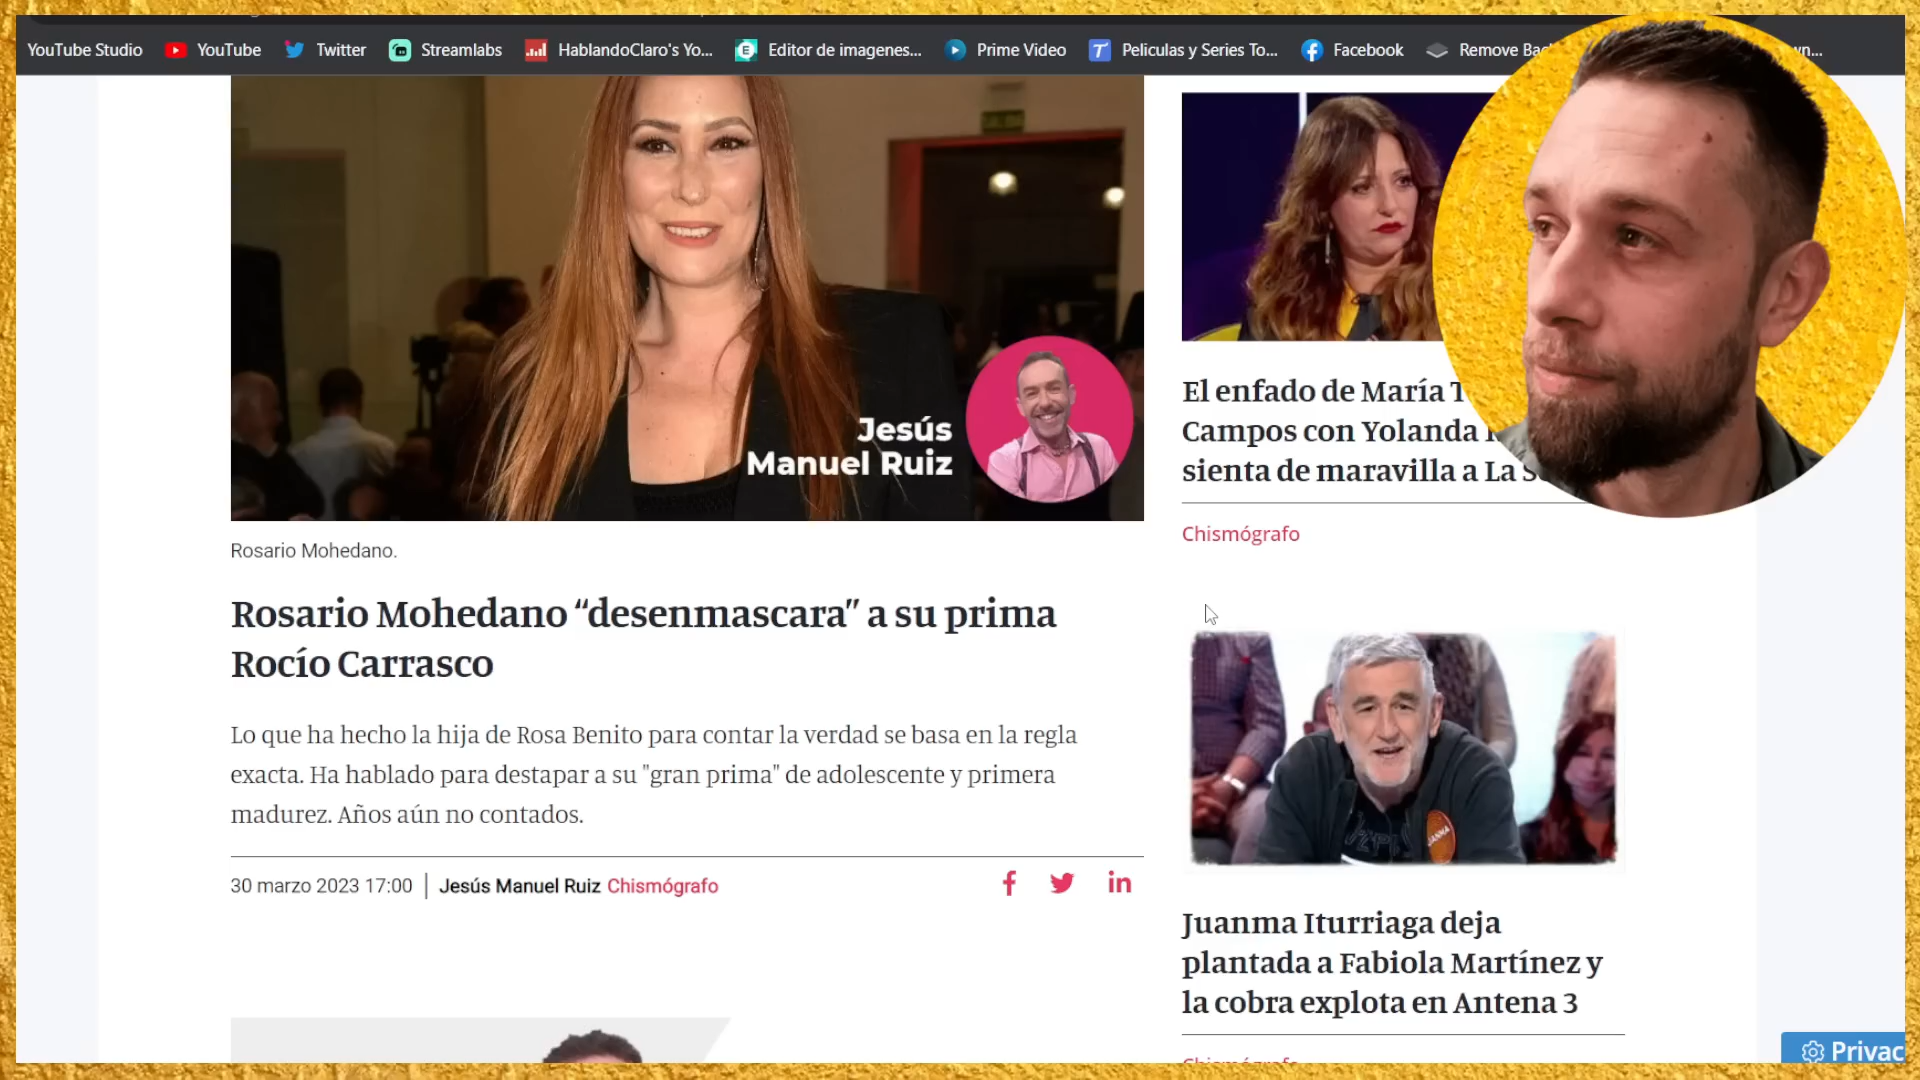 YouTube Studio YouTube Twitter Streamlabs HablandoClaro's Yo... Editor de imagenes... Prime Video Peliculas y Series To... Facebook Remove
Jesús
Manuel Ruiz
Rosario Mohedano.
Rosario Mohedano “desenmascara” a su prima
Rocío Carrasco
Lo que ha hecho la hija de Rosa Benito para contar la verdad se basa en la regla
exacta. Ha hablado para destapar a su "gran prima" de adolescente y primera
madurez. Años aún no contados.
30 marzo 2023 17:00 Jesús Manuel Ruiz Chismógrafo
El enfado de María
Campos con Yolanda
sienta de maravilla a La
Chismógrafo
JUANMA
Juanma Iturriaga deja
plantada a Fabiola Martínez y
la cobra explota en Antena 3
Privac